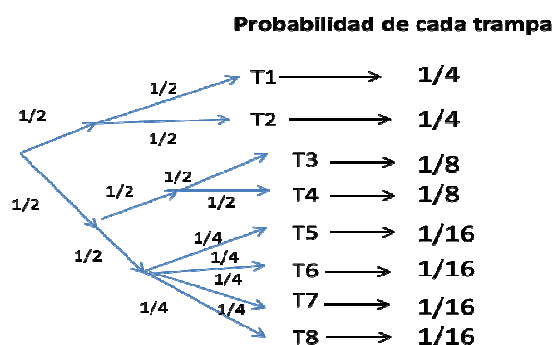 Probabilidad de cada trampa
1/2 T1 1/4
1/2
1/2 T2 1/4
1/2 T3 1/8
1/2
1/2 1/2 T4 1/8
1/4 T5 1/16
1/2 1/4
T6 1/16
1/4
1/4 1/4 T7 1/16
T8 1/16